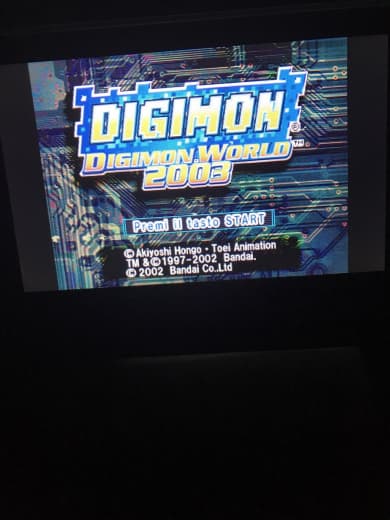 DIGIMON®
DIGIMON WORLD™
2003
Premi il tasto START
©Akiyoshi Hongo・Toei Animation
TM &©1997-2002 Bandai.
©2002 Bandai Co.,Ltd